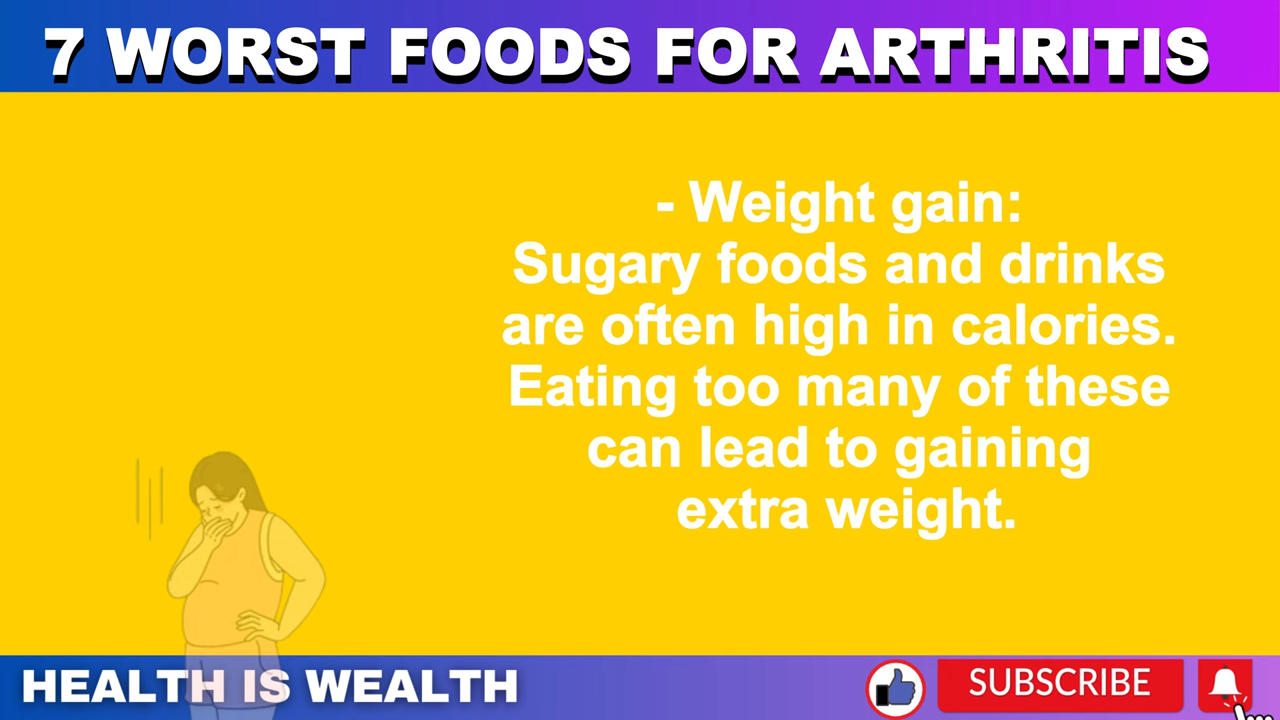 7 WORST FOODS FOR ARTHRITIS
- Weight gain:
Sugary foods and drinks
are often high in calories.
Eating too many of these
can lead to gaining
extra weight.
HEALTH IS WEALTH
SUBSCRIBE